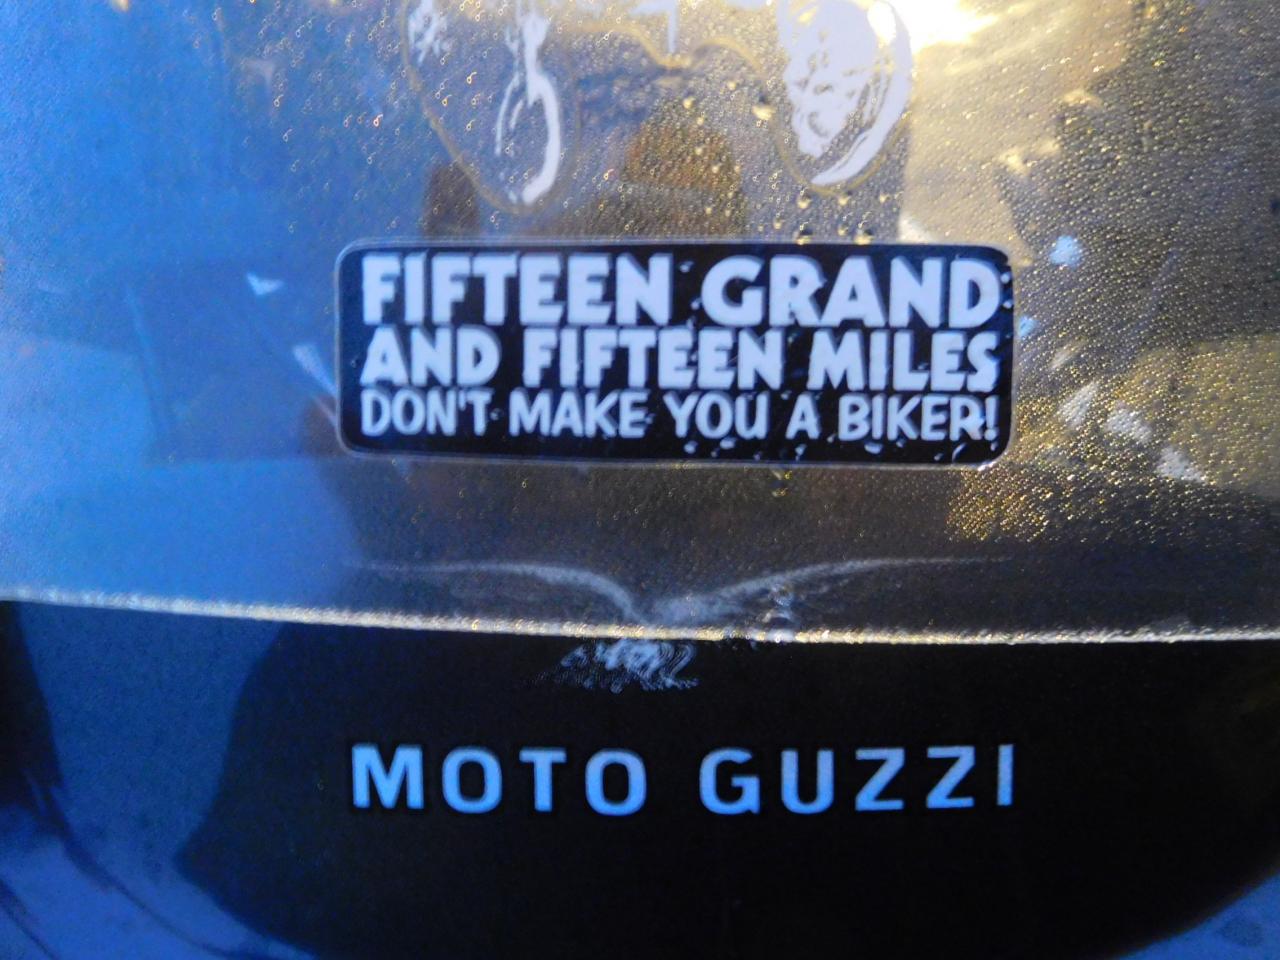 FIFTEEN GRAND
AND FIFTEEN MILES
DON'T MAKE YOU A BIKER!
MOTO GUZZI